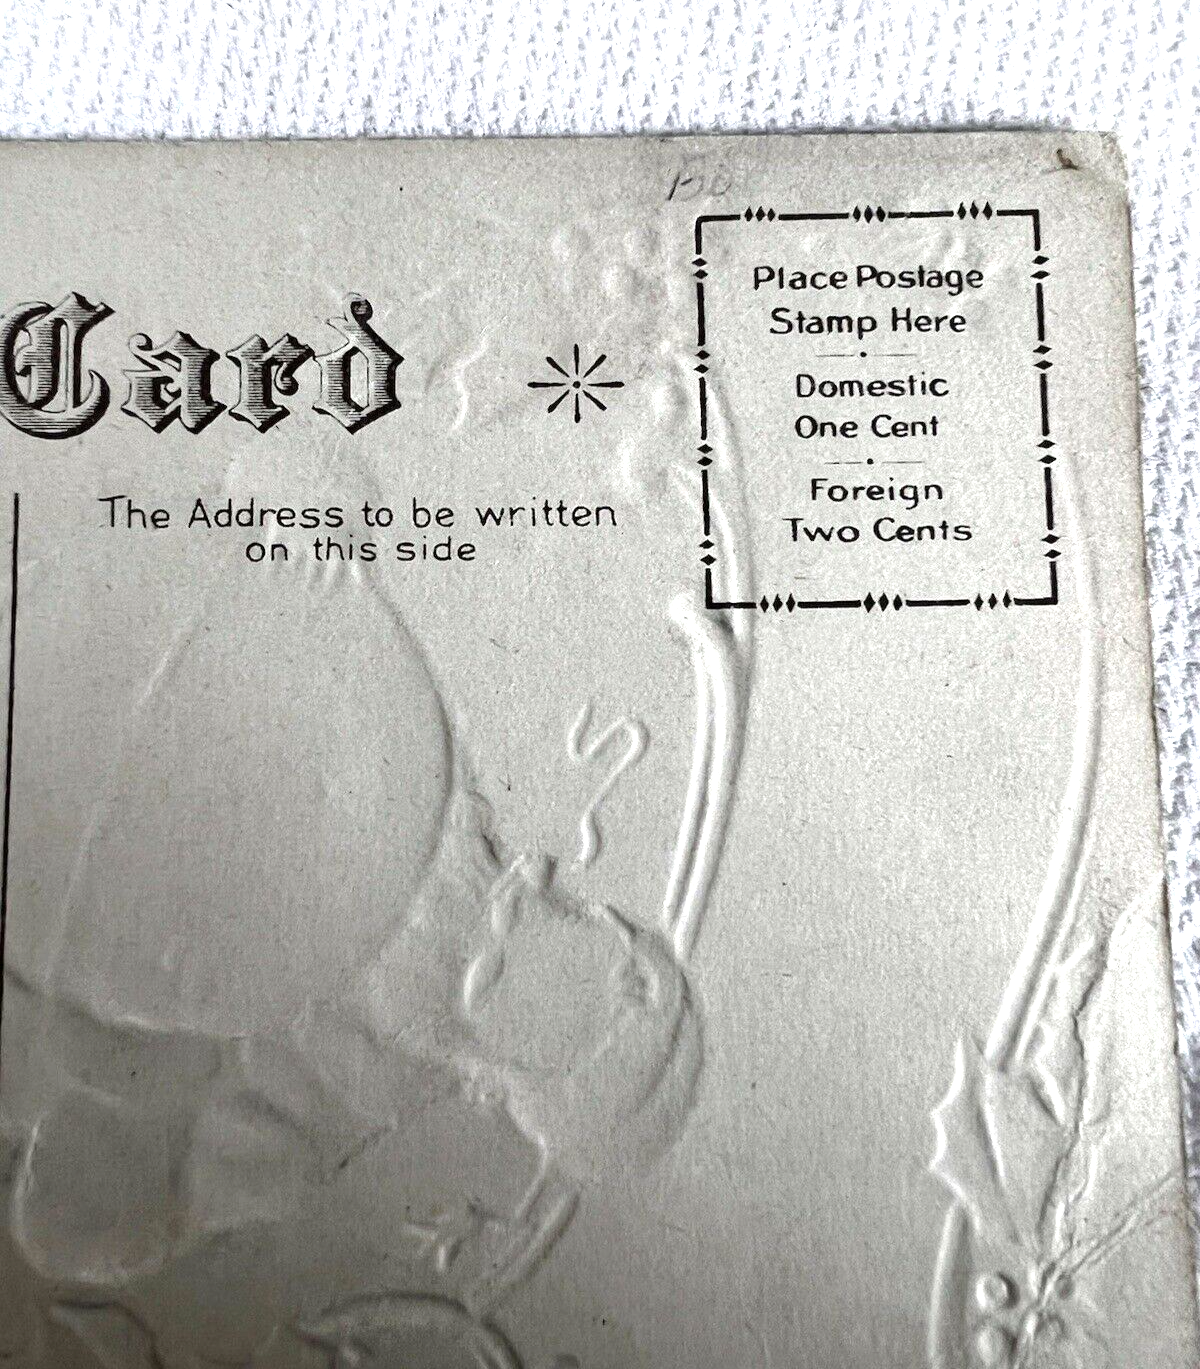 150
Place Postage
Stamp Here
Domestic
One Cent
Foreign
Two Cents
Card
The Address to be written
on this side